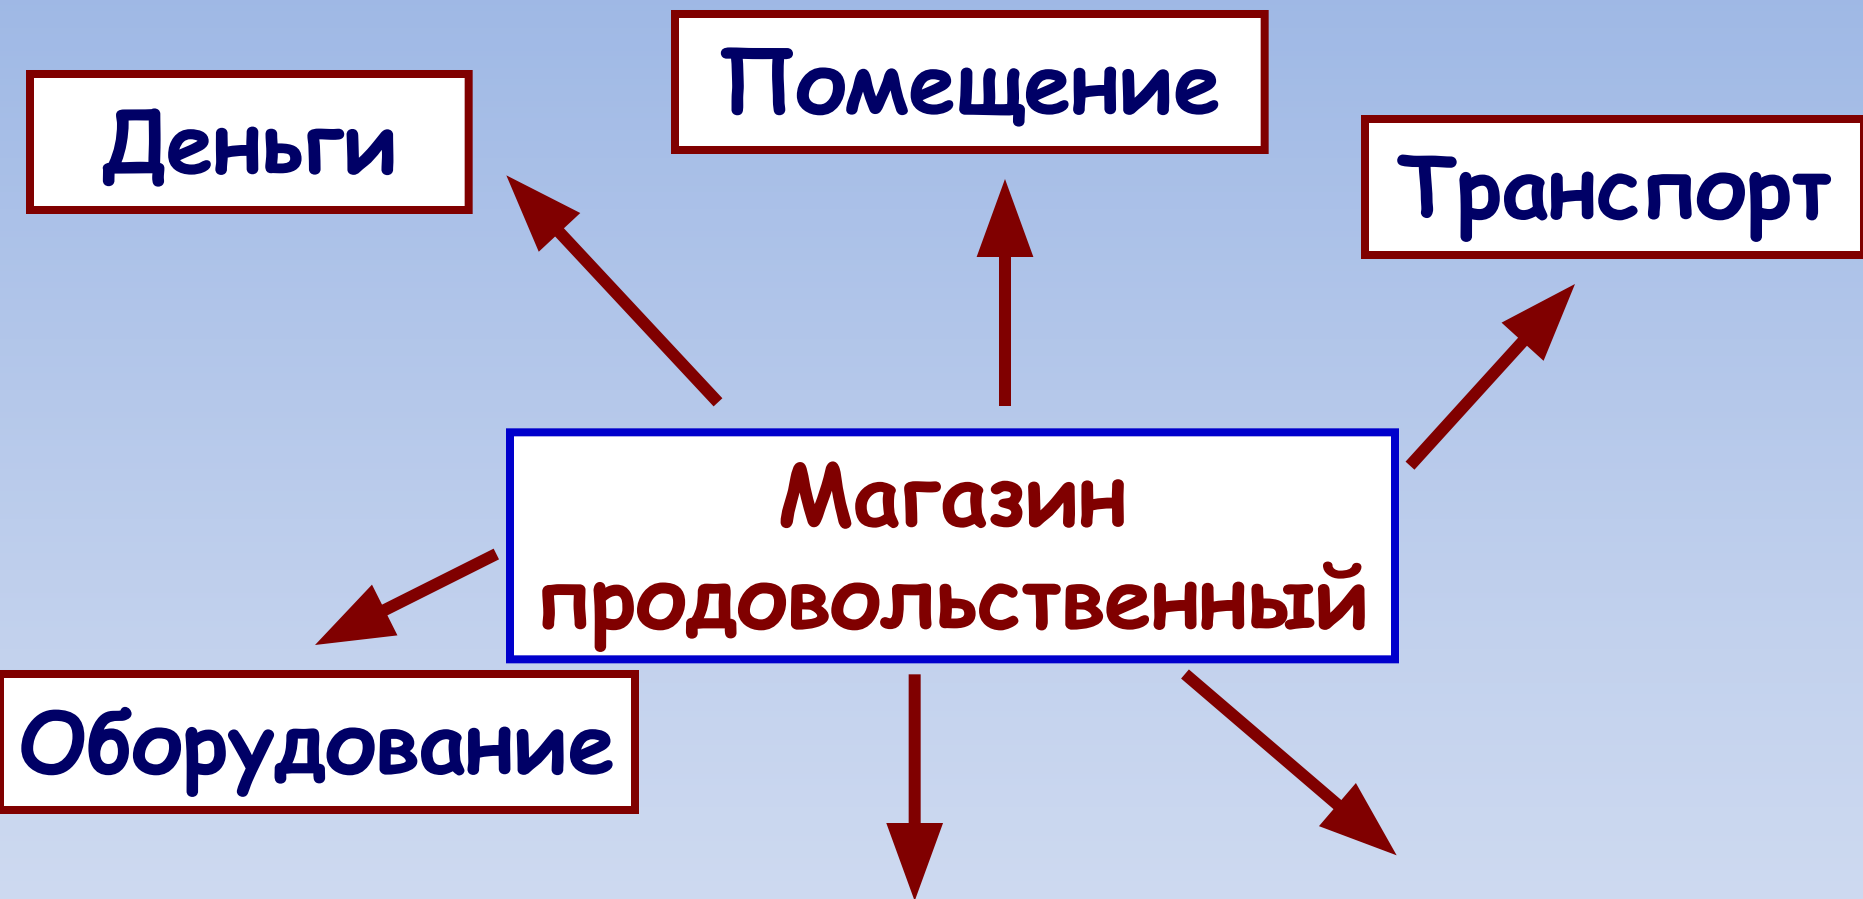 Помещение
Деньги
Транспорт
Магазин
продовольственный
Оборудование